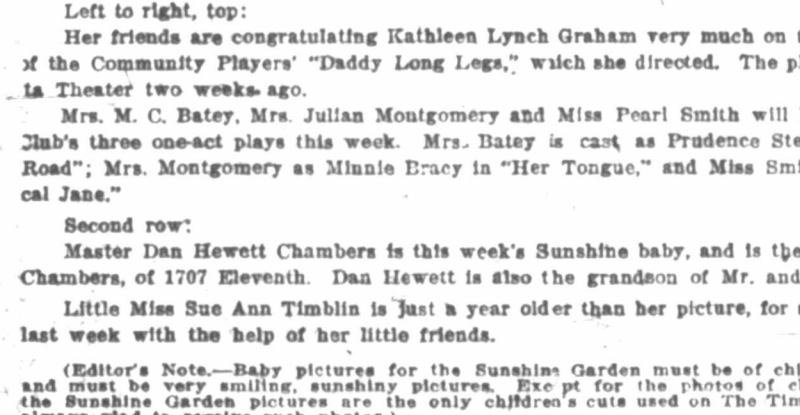 Left to right, top:
Her friends are congratulating Kathleen Lynch Graham very much on
of the Community Players' "Daddy Long Legs," which she directed. The
ta Theater two weeks ago.
Mrs. M. C. Batey, Mrs. Julian Montgomery and Miss Pearl Smith will
Club's three one-act plays this week. Mrs. Batey is cast as Prudence Ste
Road"; Mrs. Montgomery as Minnie Bracy in "Her Tongue," and Miss Smi
cal Jane."
Second row:
Master Dan Hewett Chambers is this week's Sunshine baby, and is the
Chambers, of 1707 Eleventh. Dan Hewett is also the grandson of Mr. and
Little Miss Sue Ann Timblin is just a year older than her picture, for
last week with the help of her little friends.
(Editor's Note.—Baby pictures for the Sunshine Garden must be of chi
and must be very smiling, sunshiny pictures. Exc pt for the photos of c
the Sunshine Garden pictures are the only children's cuts used on The Tim